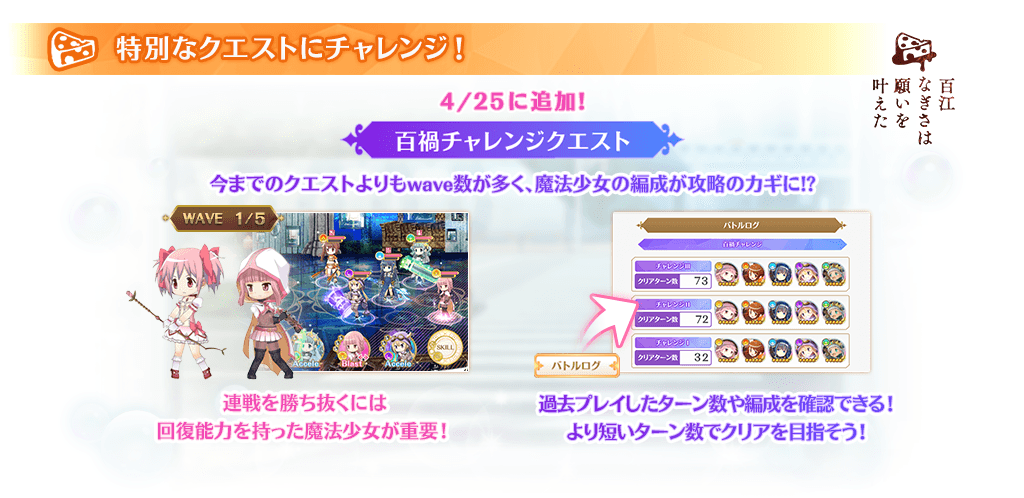 特別なクエストにチャレンジ！
百江
なぎさは
願いを
叶えた
4/25に追加！
百禍チャレンジクエスト
今までのクエストよりもwave数が多く、魔法少女の編成が攻略のカギに!?
WAVE 1/5
Accele
Blast
Accele
SKILL
連戦を勝ち抜くには
回復能力を持った魔法少女が重要！
バトルログ
百禍チャレンジ
チャレンジIII
クリアターン数 73
チャレンジII
クリアターン数 72
チャレンジI
クリアターン数 32
バトルログ
過去プレイしたターン数や編成を確認できる！
より短いターン数でクリアを目指そう！